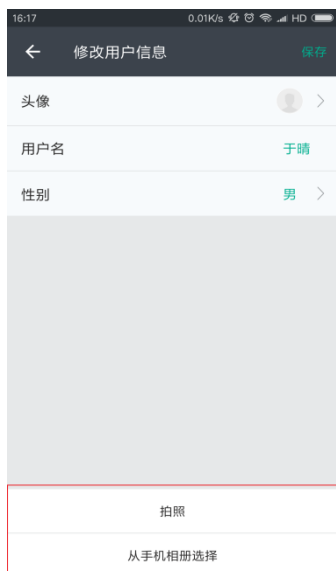 16:17 0.01K/s HD
修改用户信息 保存
头像
用户名 于晴
性别 男
拍照
从手机相册选择